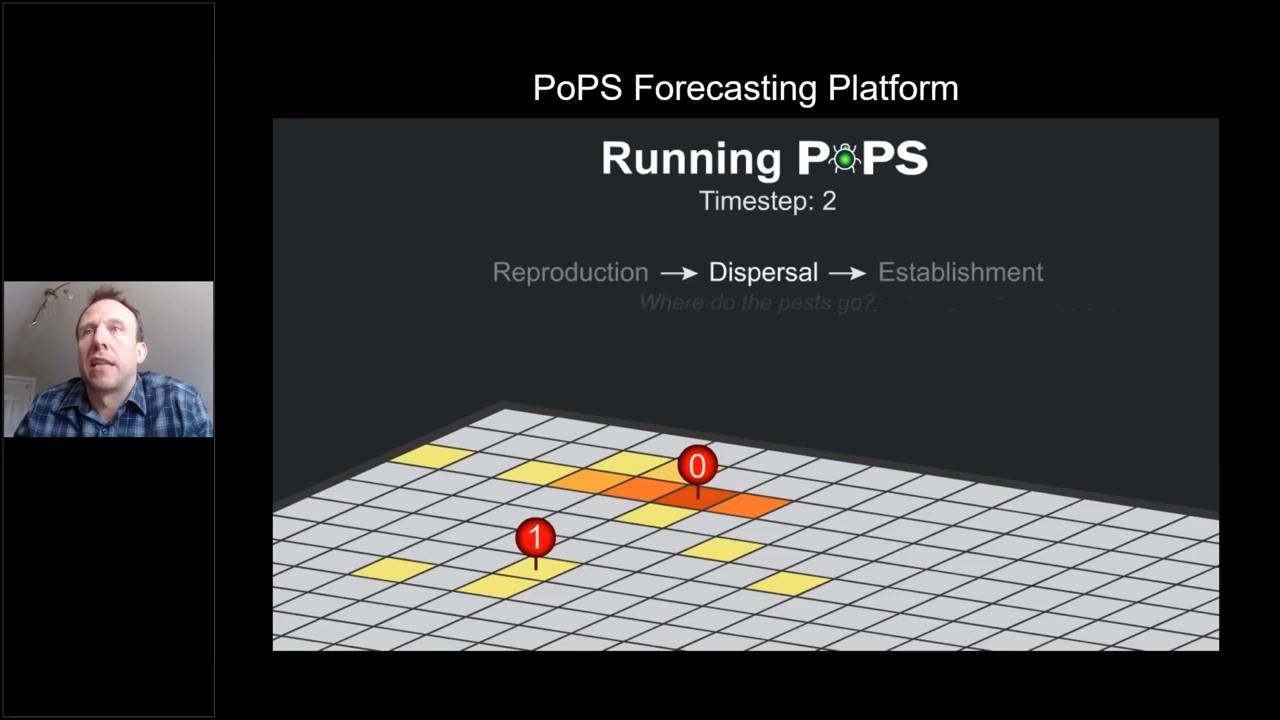 PoPS Forecasting Platform
Running PoPS
Timestep: 2
Reproduction → Dispersal → Establishment
Where do the pests go?
0
1